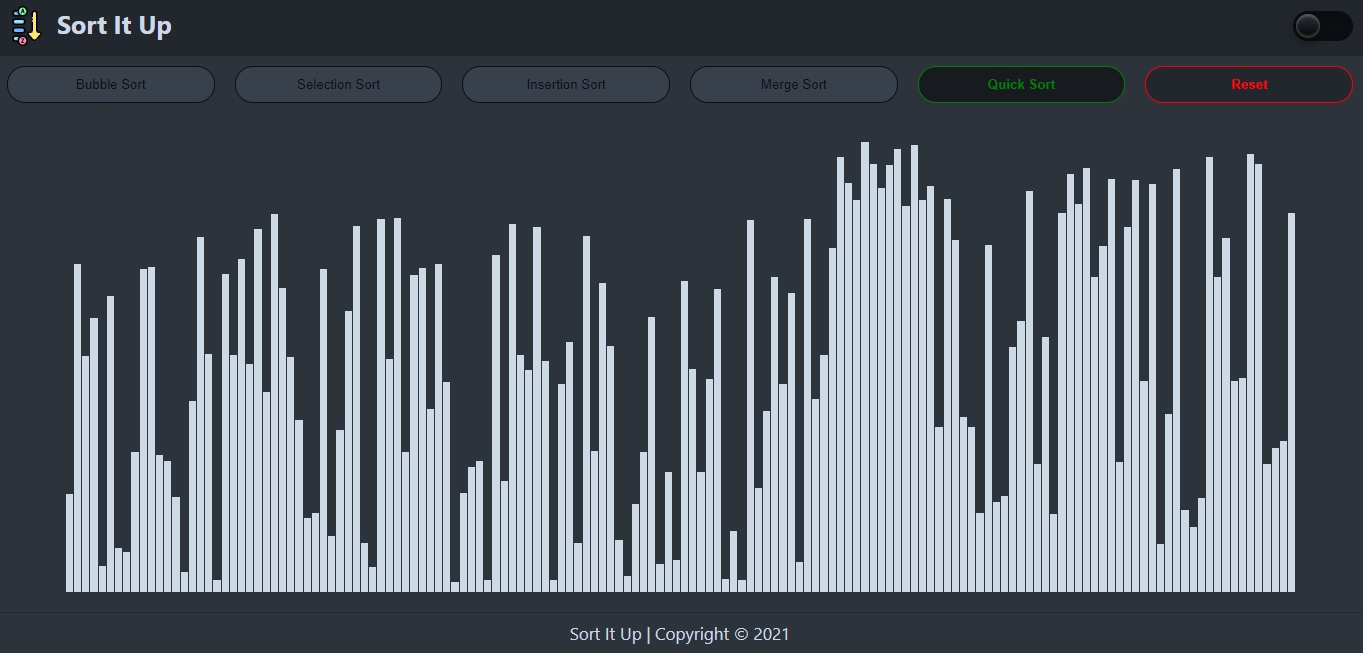 Sort It Up
Bubble Sort
Selection Sort
Insertion Sort
Merge Sort
Quick Sort
Reset
Sort It Up | Copyright © 2021